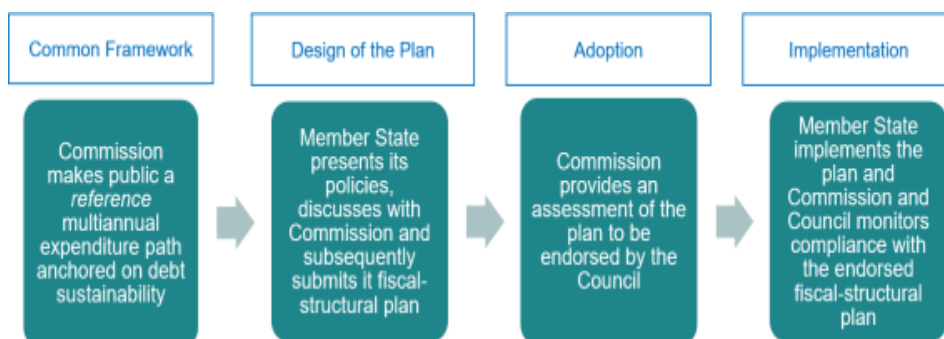 Common Framework
Design of the Plan
Adoption
Implementation
Commission
makes public a
reference
multiannual
expenditure path
anchored on debt
sustainability
Member State
presents its
policies,
discusses with
Commission and
subsequently
submits it fiscal-
structural plan
Commission
provides an
assessment of the
plan to be
endorsed by the
Council
Member State
implements the
plan and
Commission and
Council monitors
compliance with
the endorsed
fiscal-structural
plan